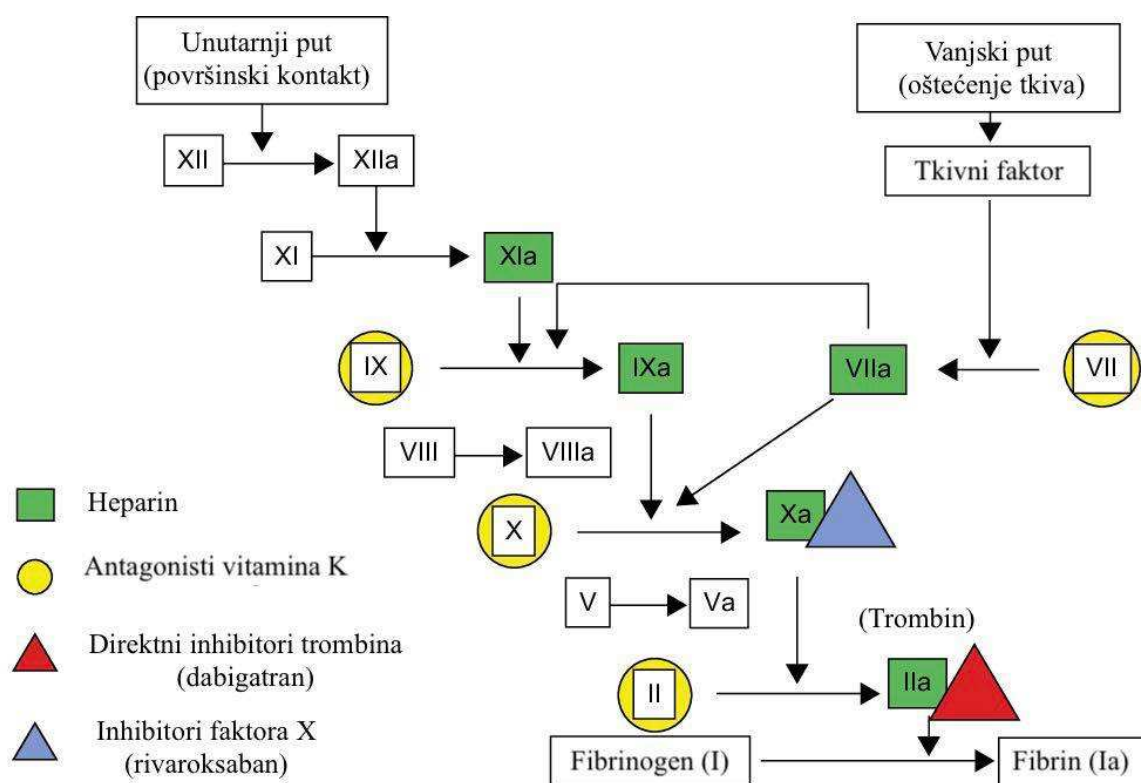 Unutarnji put
(površinski kontakt)
Vanjski put
(oštećenje tkiva)
XII
XIIa
Tkivni faktor
XI
XIa
IX
IXa
VIIa
VII
VIII
VIIIa
Heparin
X
Xa
Antagonisti vitamina K
V
Va
(Trombin)
Direktni inhibitori trombina
(dabigatran)
II
IIa
Inhibitori faktora X
(rivaroksaban)
Fibrinogen (I)
Fibrin (Ia)